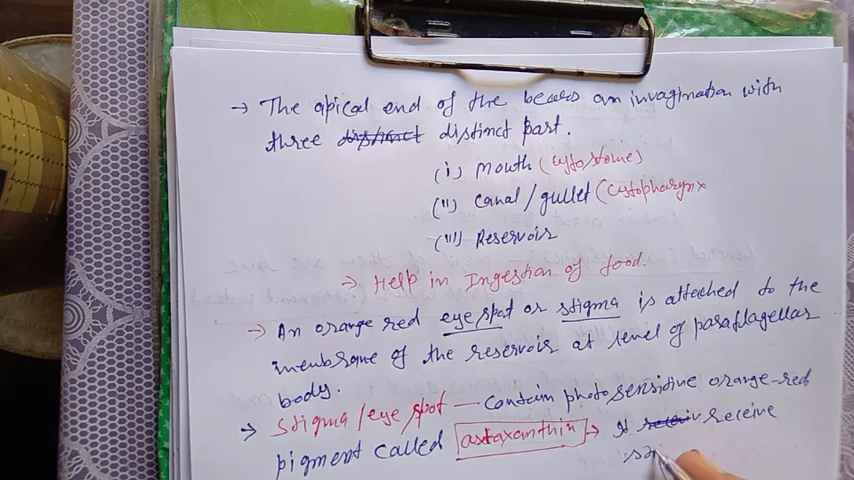 → The apical end of the bears an invagination with
three distinct distinct part.
(i) Mouth (cytostome)
(ii) Canal / gullet (Cytopharynx
(iii) Reservoir
→ Help in Ingestion of food.
→ An orange red eye spot or stigma is attached to the
membrane of the reservoir at level of paraflagellar
body.
→ Stigma / eye spot — contain photosensitive orange-red
pigment called astaxanthin → receive